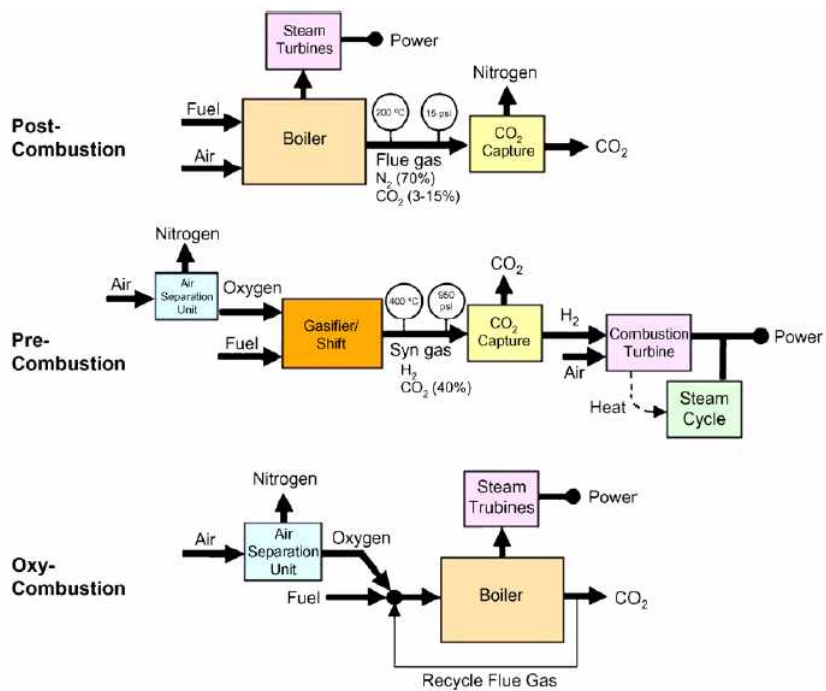 Steam
Turbines
Power
Nitrogen
Fuel
200 °C
15 psi
Post-
Combustion
Boiler
CO2
Capture
CO2
Air
Flue gas
N2 (70%)
CO2 (3-15%)
Nitrogen
CO2
Air
Air
Separation
Unit
Oxygen
400 °C
950
psi
Pre-
Combustion
Gasifier/
Shift
CO2
Capture
H2
Combustion
Turbine
Power
Fuel
Syn gas
H2
CO2 (40%)
Air
Heat
Steam
Cycle
Nitrogen
Steam
Trubines
Power
Air
Air
Separation
Unit
Oxygen
Oxy-
Combustion
Fuel
Boiler
CO2
Recycle Flue Gas